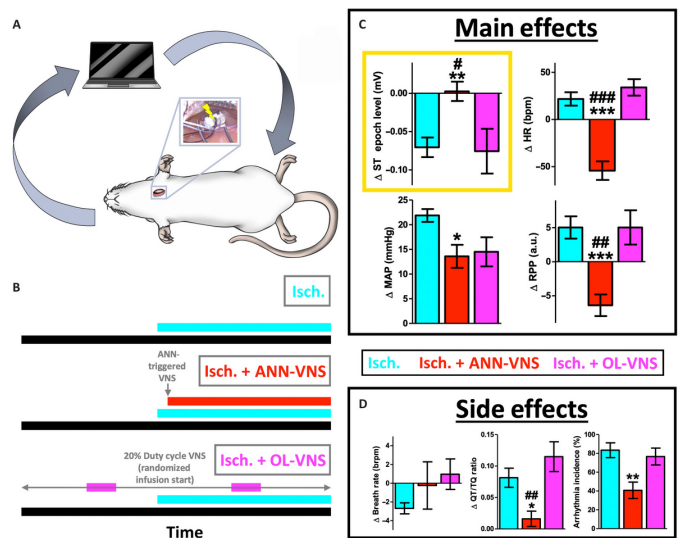 A
B
Isch.
ANN-
triggered
VNS
Isch. + ANN-VNS
20% Duty cycle VNS
(randomized
infusion start)
Isch. + OL-VNS
Time
C
Main effects
Δ ST epoch level (mV)
0.00
-0.05
-0.10
#
**
Δ HR (bpm)
50
0
-50
###
***
Δ MAP (mmHg)
25
20
15
10
5
0
*
Δ RPP (a.u.)
5
0
-5
##
***
Isch. Isch. + ANN-VNS Isch. + OL-VNS
D
Side effects
Δ Breath rate (brpm)
4
2
0
-2
-4
Δ QT/TQ ratio
0.20
0.15
0.10
0.05
0.00
##
*
Arrhythmia incidence (%)
100
80
60
40
20
0
**